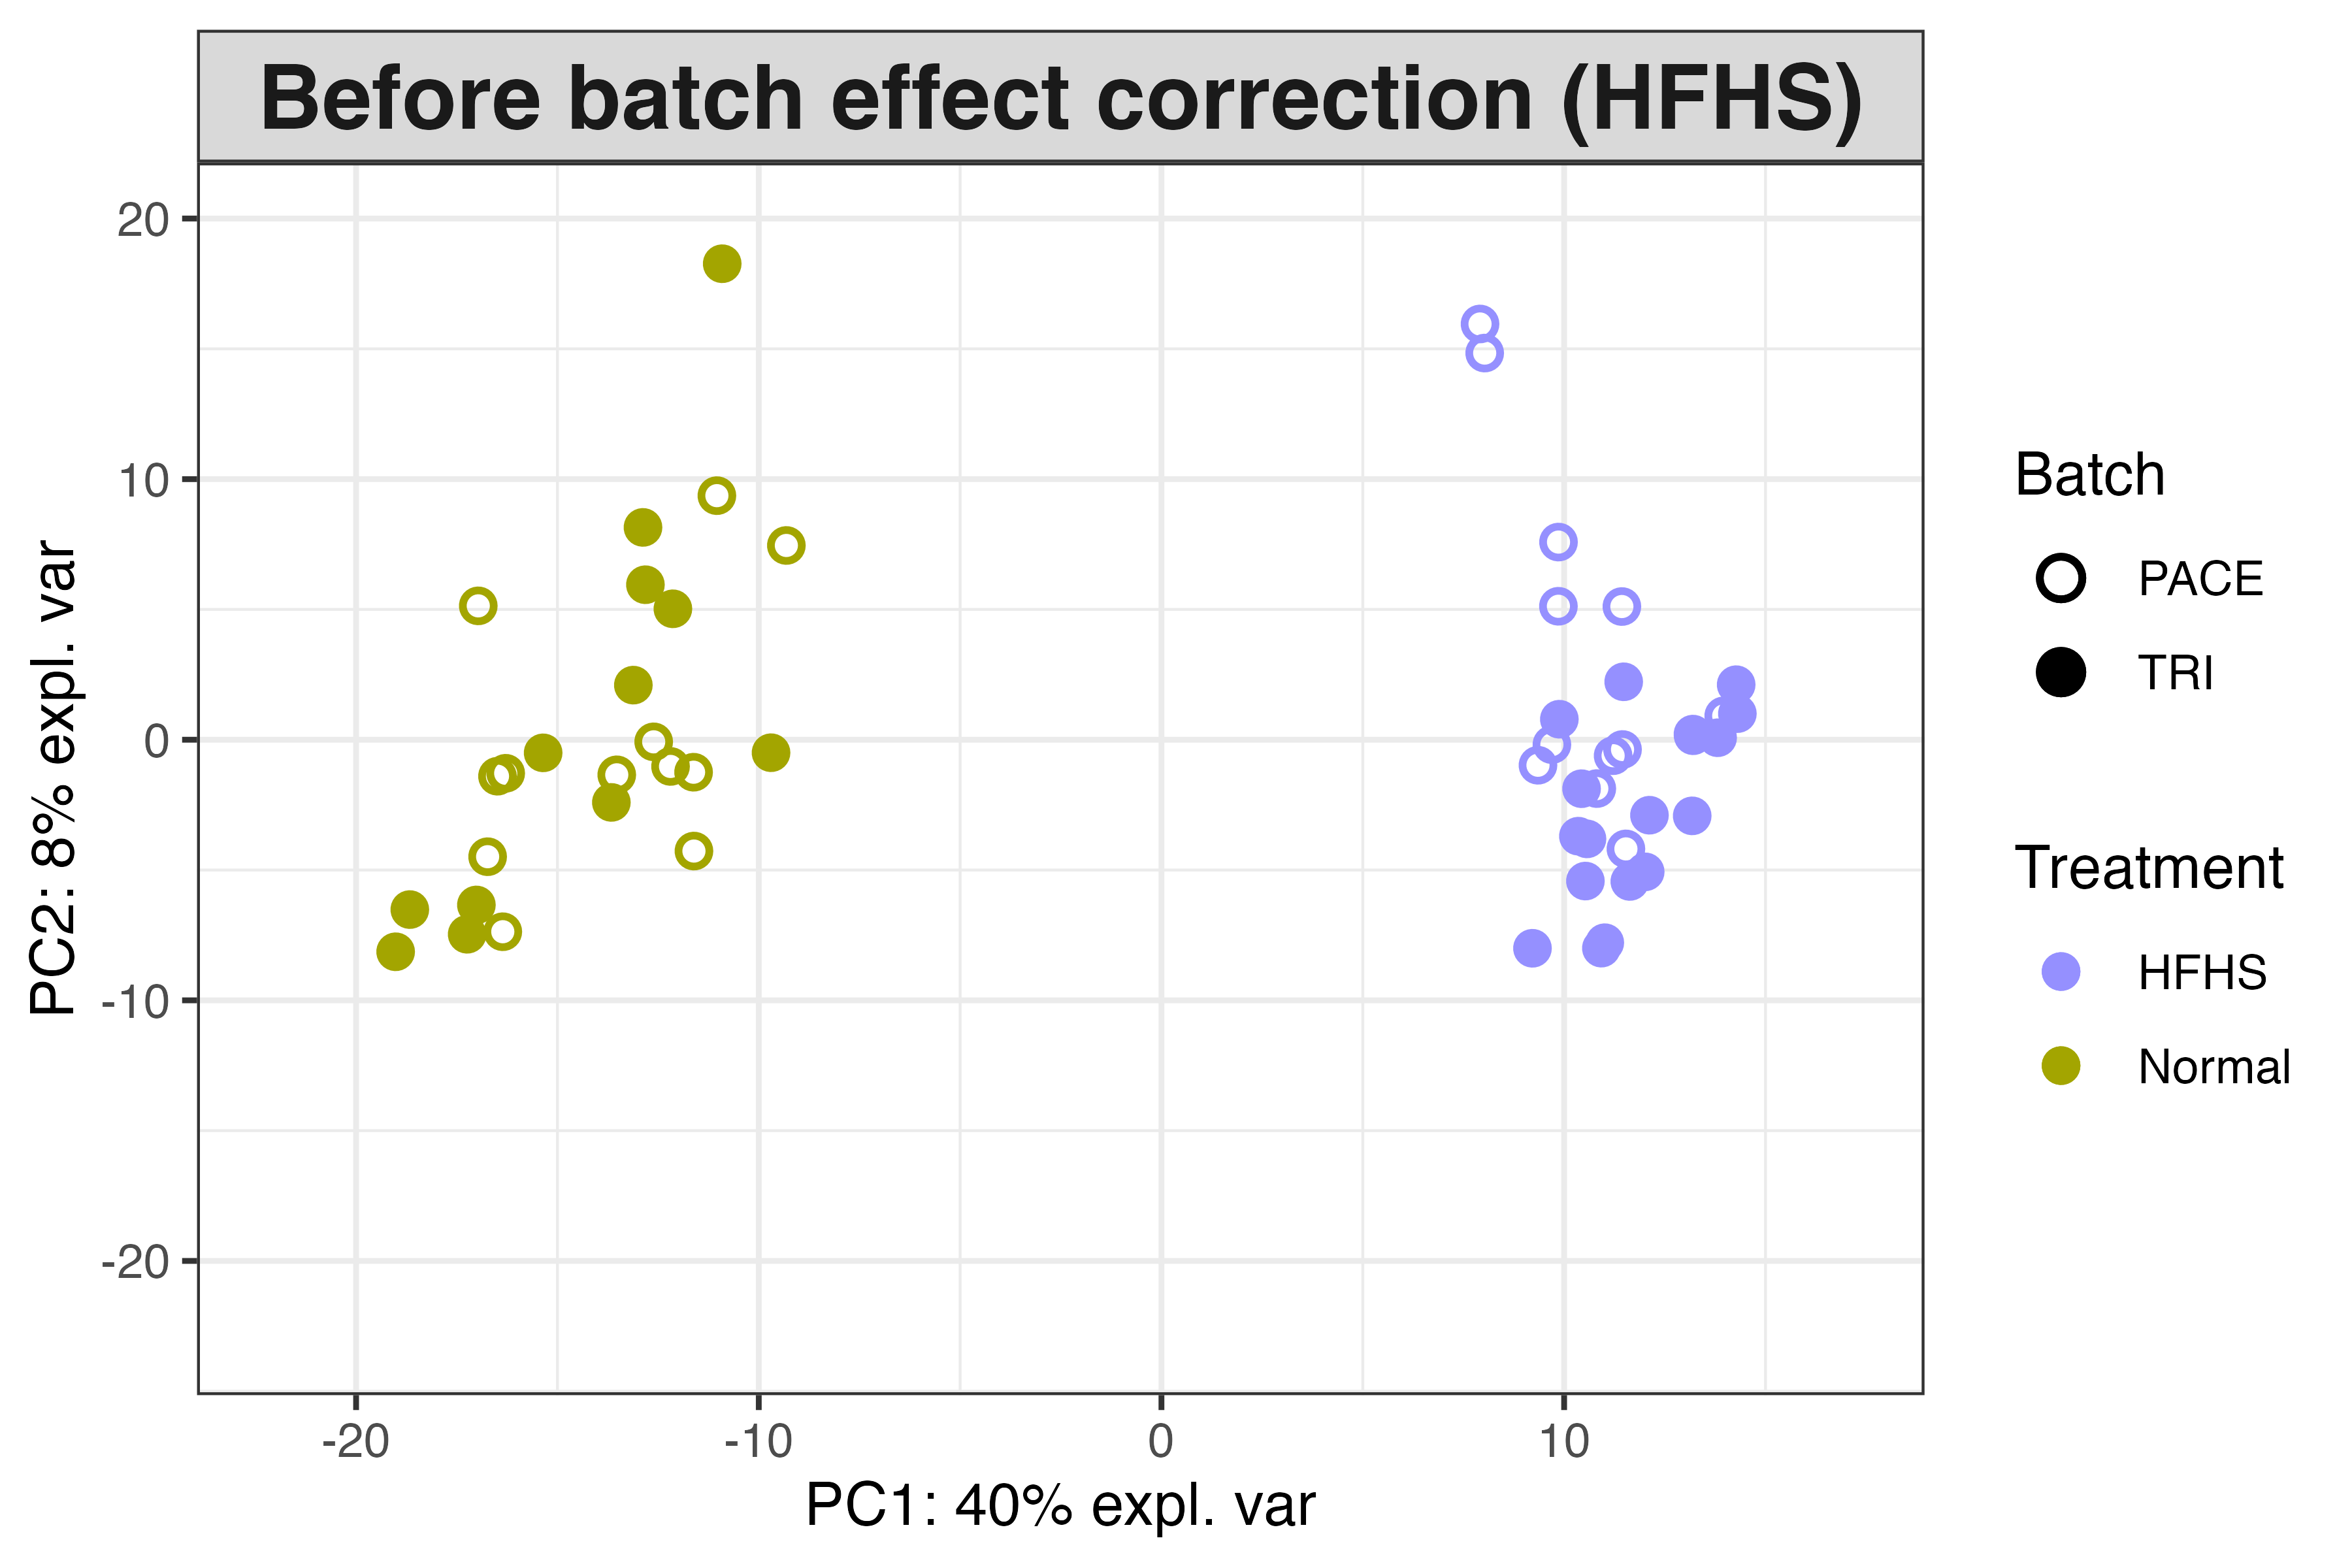 Before batch effect correction (HFHS)
PC2: 8% expl. var
20
10
0
-10
-20
-20
-10
0
10
PC1: 40% expl. var
Batch
PACE
TRI
Treatment
HFHS
Normal